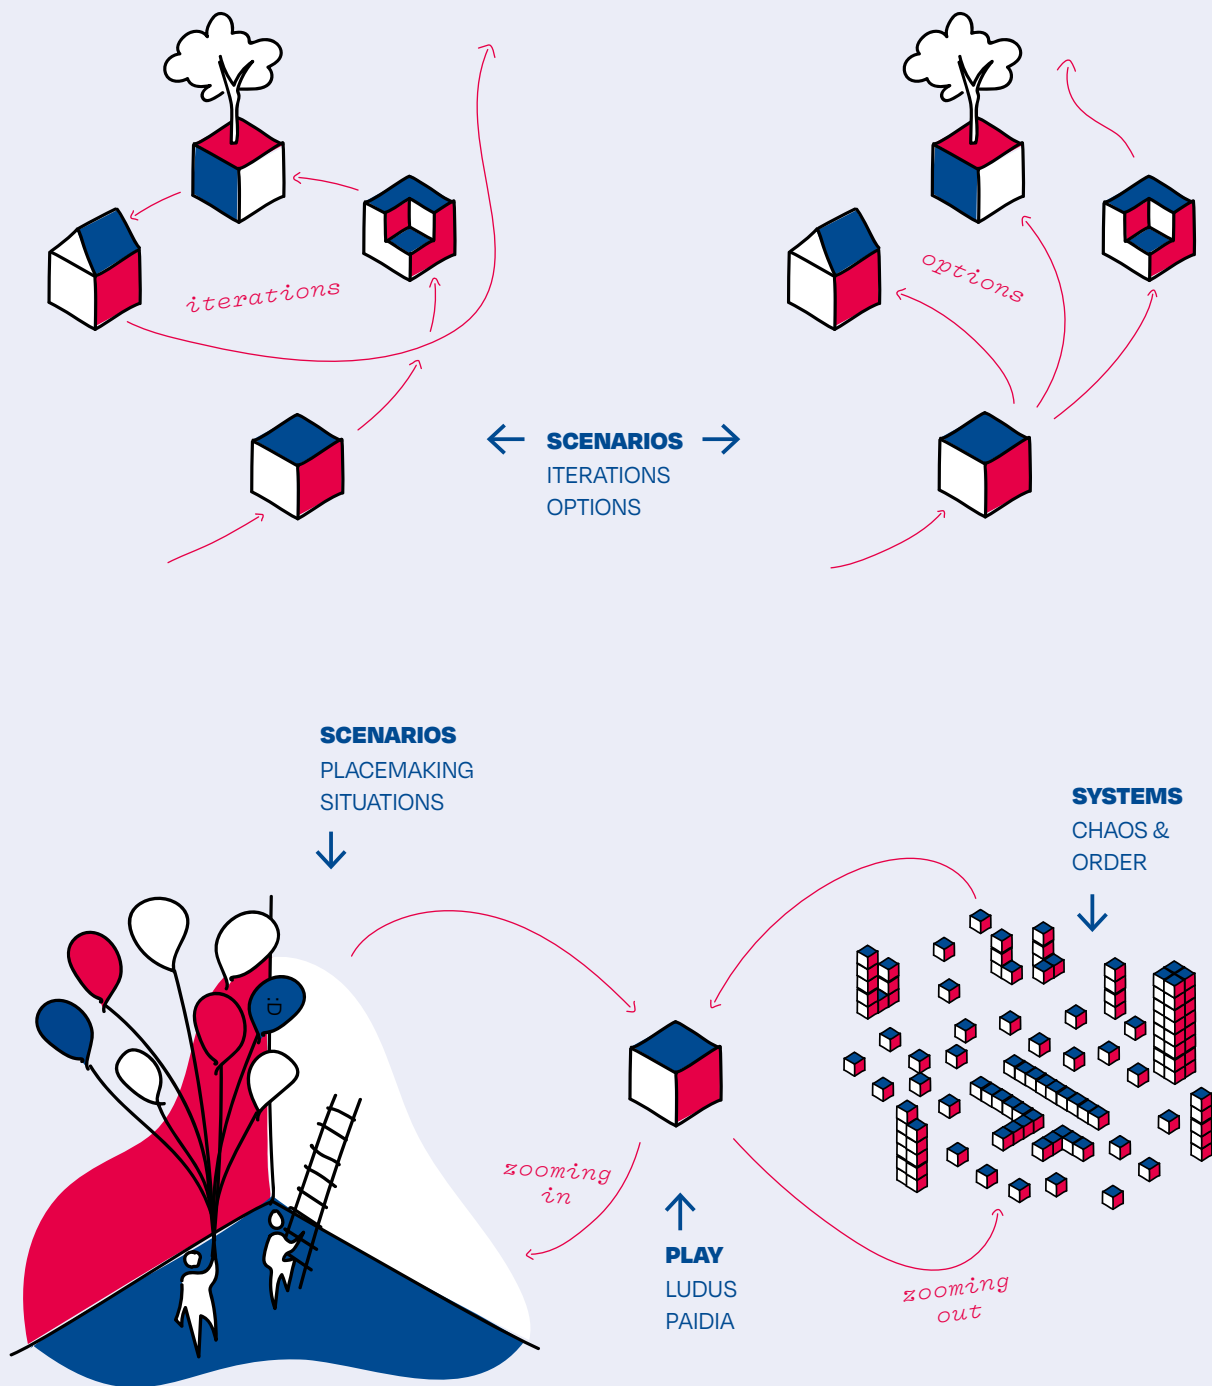 iterations
options
SCENARIOS
ITERATIONS
OPTIONS
SCENARIOS
PLACEMAKING
SITUATIONS
SYSTEMS
CHAOS &
ORDER
zooming
in
PLAY
LUDUS
PAIDIA
zooming
out